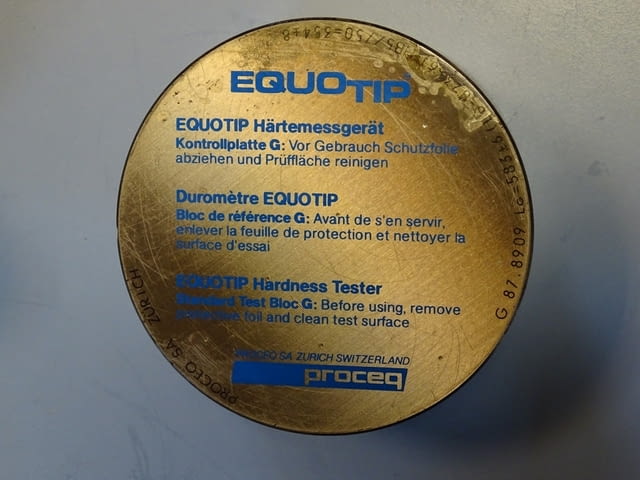 EQUOTIP
EQUOTIP Härtemessgerät
Kontrollplatte G: Vor Gebrauch Schutzfolie
abziehen und Prüffläche reinigen
Duromètre EQUOTIP
Bloc de référence G: Avant de s'en servir,
enlever la feuille de protection et nettoyer la
surface d'essai
EQUOTIP Hardness Tester
Standard Test Bloc G: Before using, remove
protective foil and clean test surface
PROCEQ SA ZURICH SWITZERLAND
proceq
PROCEQ SA ZÜRICH
G 87.8909